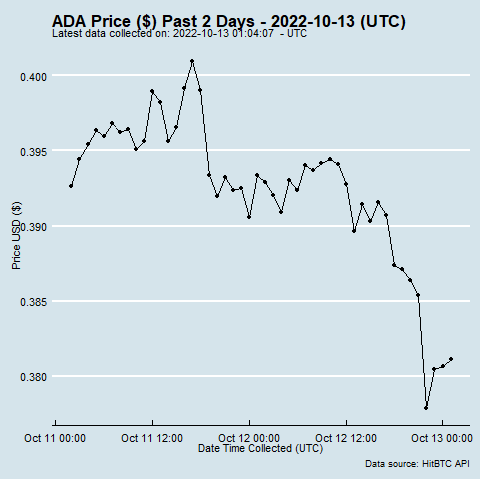 ADA Price ($) Past 2 Days - 2022-10-13 (UTC)
Latest data collected on: 2022-10-13 01:04:07  - UTC
0.400
0.395
0.390
0.385
0.380
Price USD ($)
Oct 11 00:00
Oct 11 12:00
Oct 12 00:00
Oct 12 12:00
Oct 13 00:00
Date Time Collected (UTC)
Data source: HitBTC API